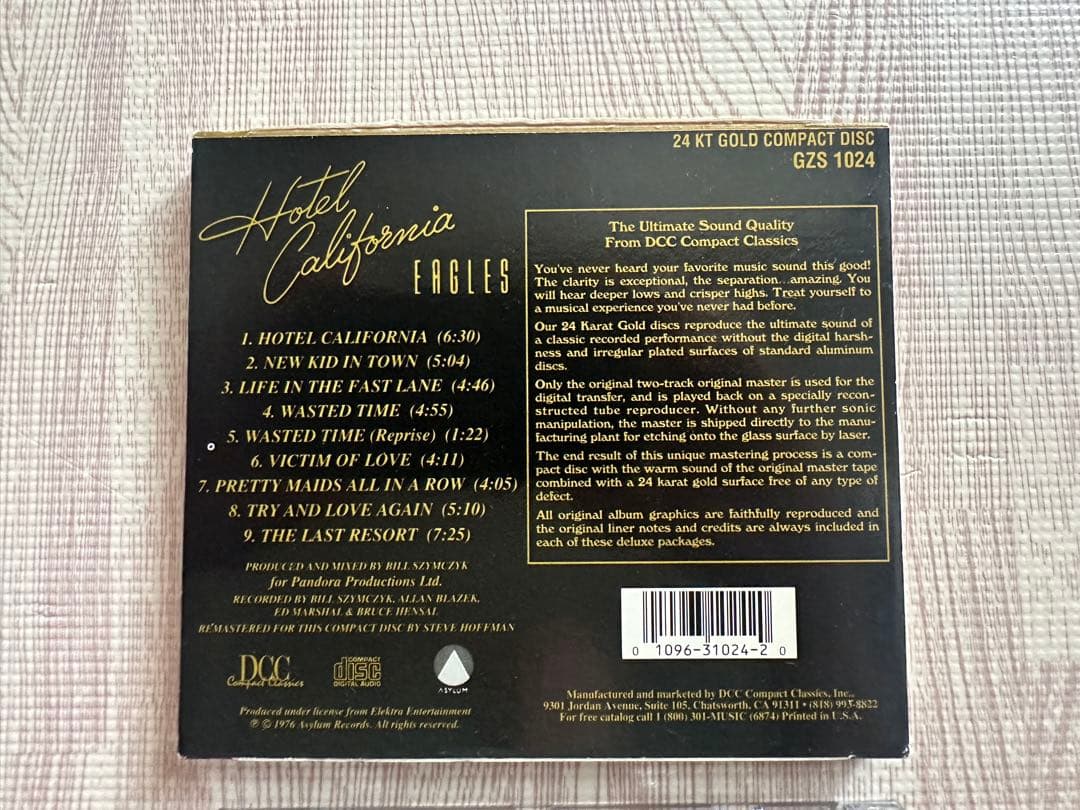 24 KT GOLD COMPACT DISC
GZS 1024
Hotel
California
EAGLES
1. HOTEL CALIFORNIA (6:30)
2. NEW KID IN TOWN (5:04)
3. LIFE IN THE FAST LANE (4:46)
4. WASTED TIME (4:55)
5. WASTED TIME (Reprise) (1:22)
6. VICTIM OF LOVE (4:11)
7. PRETTY MAIDS ALL IN A ROW (4:05)
8. TRY AND LOVE AGAIN (5:10)
9. THE LAST RESORT (7:25)
PRODUCED AND MIXED BY BILL SZYMCZYK
for Pandora Productions Ltd.
RECORDED BY BILL SZYMCZYK, ALLAN BLAZEK,
ED MARSHAL & BRUCE HENSAL
REMASTERED FOR THIS COMPACT DISC BY STEVE HOFFMAN
DCC
Compact Classics
COMPACT
disc
DIGITAL AUDIO
ASYLUM
Produced under license from Elektra Entertainment
℗ © 1976 Asylum Records. All rights reserved.
The Ultimate Sound Quality
From DCC Compact Classics
You've never heard your favorite music sound this good!
The clarity is exceptional, the separation...amazing. You
will hear deeper lows and crisper highs. Treat yourself to
a musical experience you've never had before.
Our 24 Karat Gold discs reproduce the ultimate sound of
a classic recorded performance without the digital harsh-
ness and irregular plated surfaces of standard aluminum
discs.
Only the original two-track original master is used for the
digital transfer, and is played back on a specially recon-
structed tube reproducer. Without any further sonic
manipulation, the master is shipped directly to the manu-
facturing plant for etching onto the glass surface by laser.
The end result of this unique mastering process is a com-
pact disc with the warm sound of the original master tape
combined with a 24 karat gold surface free of any type of
defect.
All original album graphics are faithfully reproduced and
the original liner notes and credits are always included in
each of these deluxe packages.
0 1096-31024-2 0
Manufactured and marketed by DCC Compact Classics, Inc.,
9301 Jordan Avenue, Suite 105, Chatsworth, CA 91311 • (818) 993-8822
For free catalog call 1 (800) 301-MUSIC (6874) Printed in U.S.A.